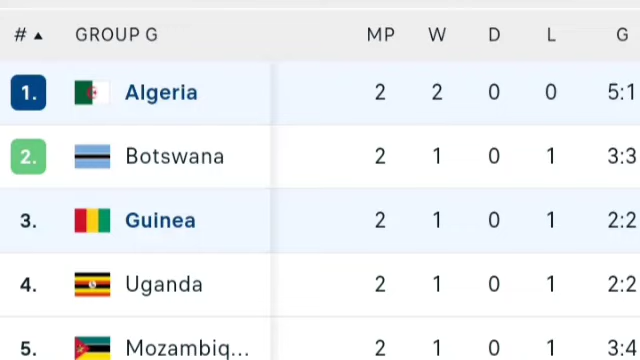 # ▲ GROUP G MP W D L G
1. Algeria 2 2 0 0 5:1
2. Botswana 2 1 0 1 3:3
3. Guinea 2 1 0 1 2:2
4. Uganda 2 1 0 1 2:2
5. Mozambiq... 2 1 0 1 3:4